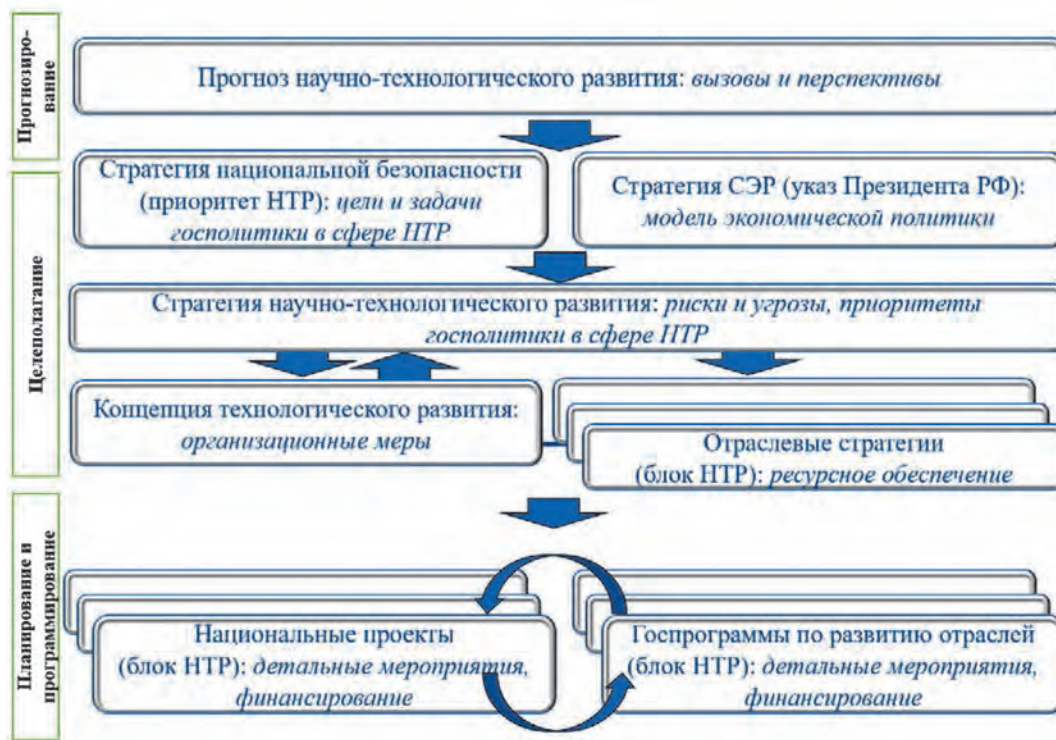 Прогнозиро-
вание
Прогноз научно-технологического развития: вызовы и перспективы
Целеполагание
Стратегия национальной безопасности
(приоритет НТР): цели и задачи
госполитики в сфере НТР
Стратегия СЭР (указ Президента РФ):
модель экономической политики
Стратегия научно-технологического развития: риски и угрозы, приоритеты
госполитики в сфере НТР
Концепция технологического развития:
организационные меры
Отраслевые стратегии
(блок НТР): ресурсное обеспечение
Планирование и
программирование
Национальные проекты
(блок НТР): детальные мероприятия,
финансирование
Госпрограммы по развитию отраслей
(блок НТР): детальные мероприятия,
финансирование